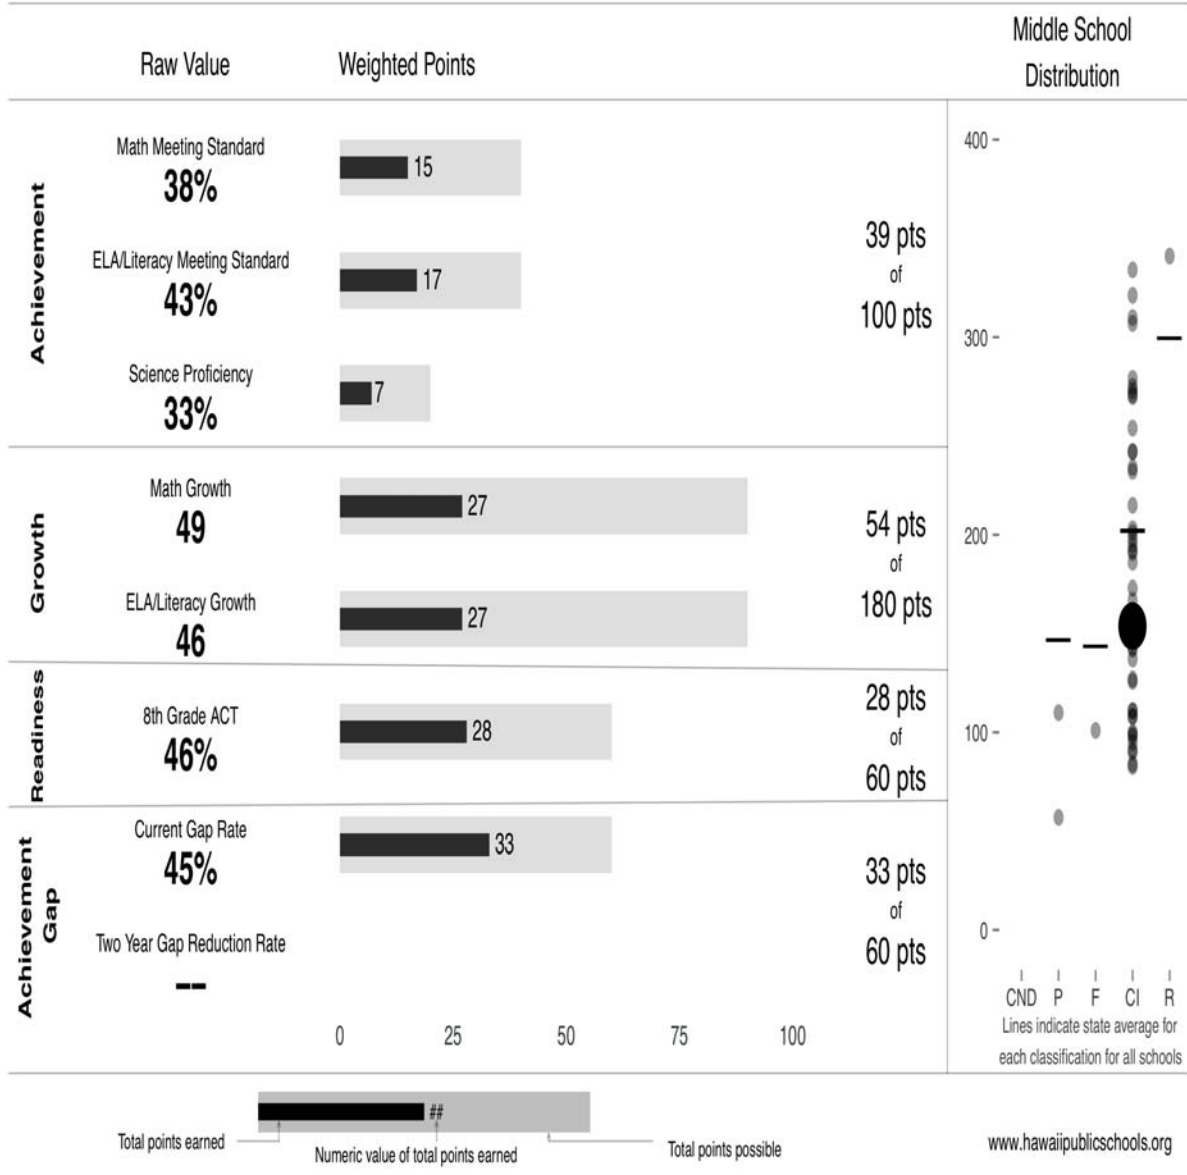 Raw Value
Weighted Points
Middle School
Distribution
Achievement
Math Meeting Standard
38%
15
ELA/Literacy Meeting Standard
43%
17
Science Proficiency
33%
7
39 pts
of
100 pts
Growth
Math Growth
49
27
ELA/Literacy Growth
46
27
54 pts
of
180 pts
Readiness
8th Grade ACT
46%
28
28 pts
of
60 pts
Achievement
Gap
Current Gap Rate
45%
33
Two Year Gap Reduction Rate
--
33 pts
of
60 pts
0 25 50 75 100
400
300
200
100
0
CND P F CI R
Lines indicate state average for
each classification for all schools
##
Total points earned
Numeric value of total points earned
Total points possible
www.hawaiipublicschools.org